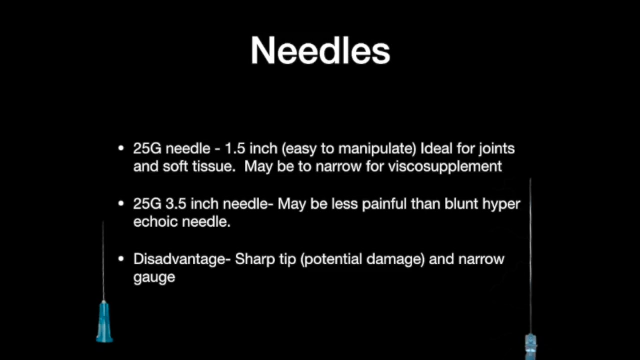 Needles
• 25G needle - 1.5 inch (easy to manipulate) Ideal for joints
and soft tissue. May be to narrow for viscosupplement
• 25G 3.5 inch needle- May be less painful than blunt hyper
echoic needle.
• Disadvantage- Sharp tip (potential damage) and narrow
gauge